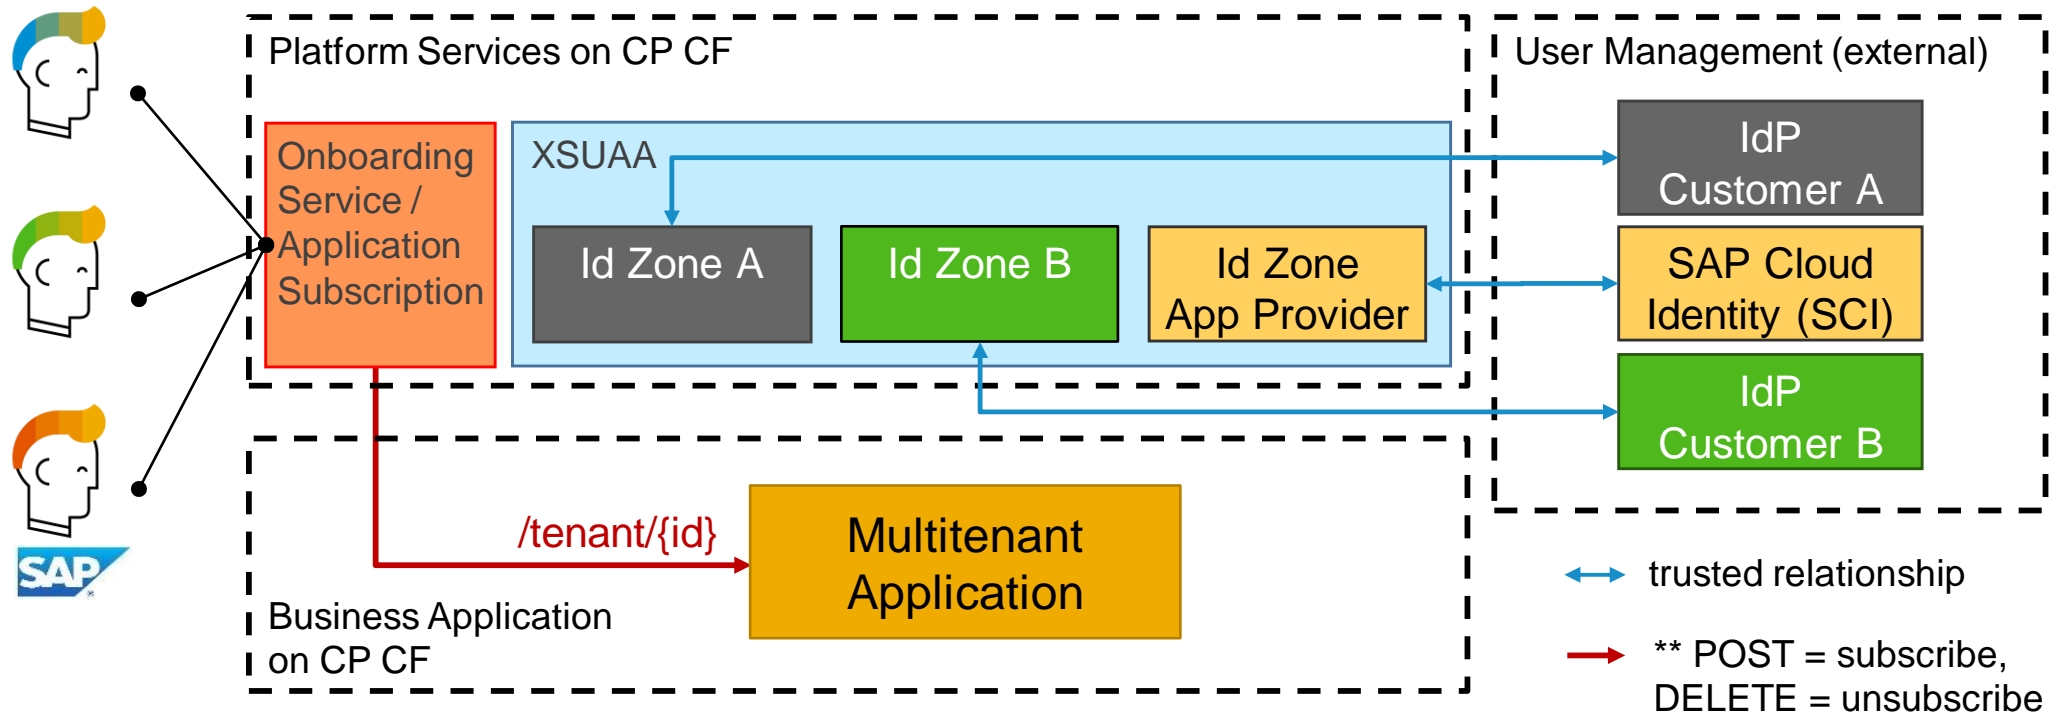 Platform Services on CP CF
User Management (external)
Onboarding
Service /
Application
Subscription
XSUAA
Id Zone A
Id Zone B
Id Zone
App Provider
IdP
Customer A
SAP Cloud
Identity (SCI)
IdP
Customer B
SAP
/tenant/{id}
Multitenant
Application
Business Application
on CP CF
trusted relationship
** POST = subscribe,
DELETE = unsubscribe